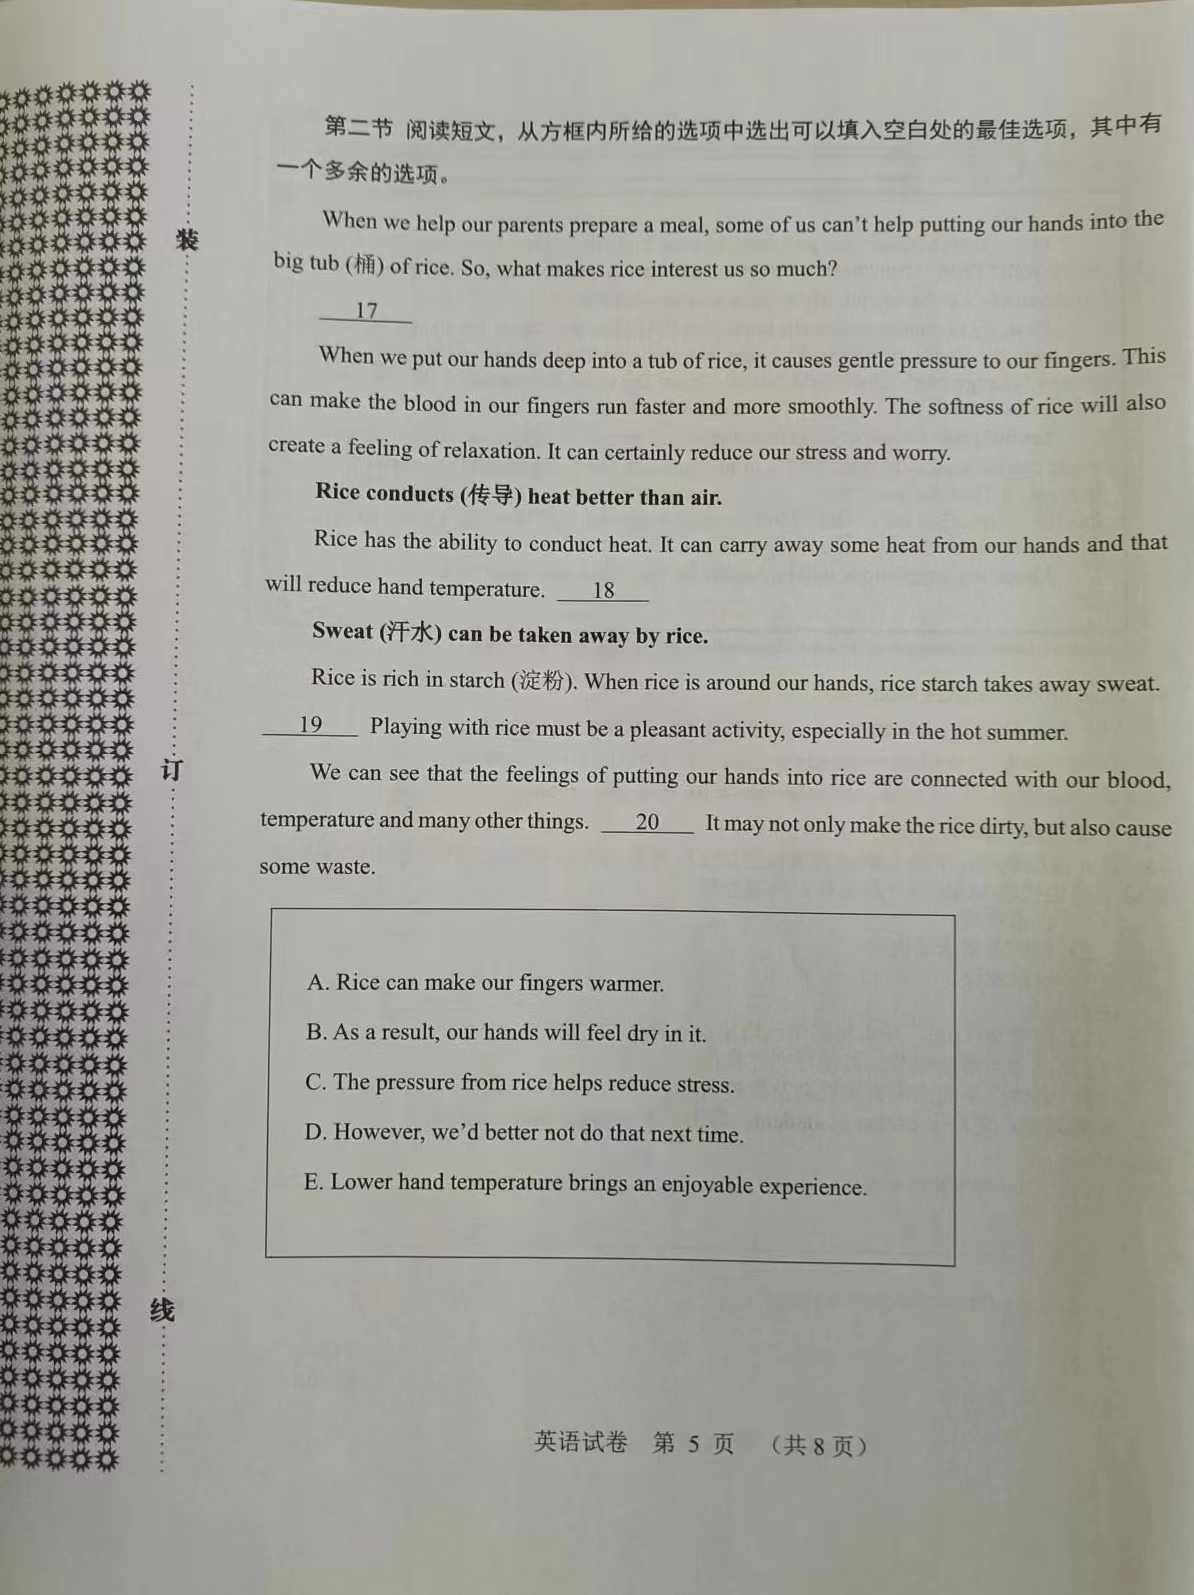 第二节 阅读短文，从方框内所给的选项中选出可以填入空白处的最佳选项，其中有
一个多余的选项。
When we help our parents prepare a meal, some of us can't help putting our hands into the
big tub (桶) of rice. So, what makes rice interest us so much?
17
When we put our hands deep into a tub of rice, it causes gentle pressure to our fingers. This
can make the blood in our fingers run faster and more smoothly. The softness of rice will also
create a feeling of relaxation. It can certainly reduce our stress and worry.
Rice conducts (传导) heat better than air.
Rice has the ability to conduct heat. It can carry away some heat from our hands and that
will reduce hand temperature. 18
Sweat (汗水) can be taken away by rice.
Rice is rich in starch (淀粉). When rice is around our hands, rice starch takes away sweat.
19 Playing with rice must be a pleasant activity, especially in the hot summer.
We can see that the feelings of putting our hands into rice are connected with our blood,
temperature and many other things. 20 It may not only make the rice dirty, but also cause
some waste.
A. Rice can make our fingers warmer.
B. As a result, our hands will feel dry in it.
C. The pressure from rice helps reduce stress.
D. However, we'd better not do that next time.
E. Lower hand temperature brings an enjoyable experience.
装
订
线
英语试卷 第 5 页 （共 8 页）